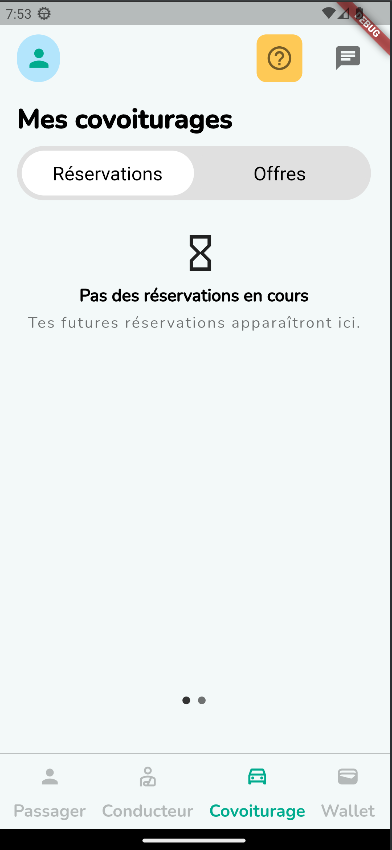 7:53
DEBUG
Mes covoiturages
Réservations Offres
Pas des réservations en cours
Tes futures réservations apparaîtront ici.
Passager Conducteur Covoiturage Wallet